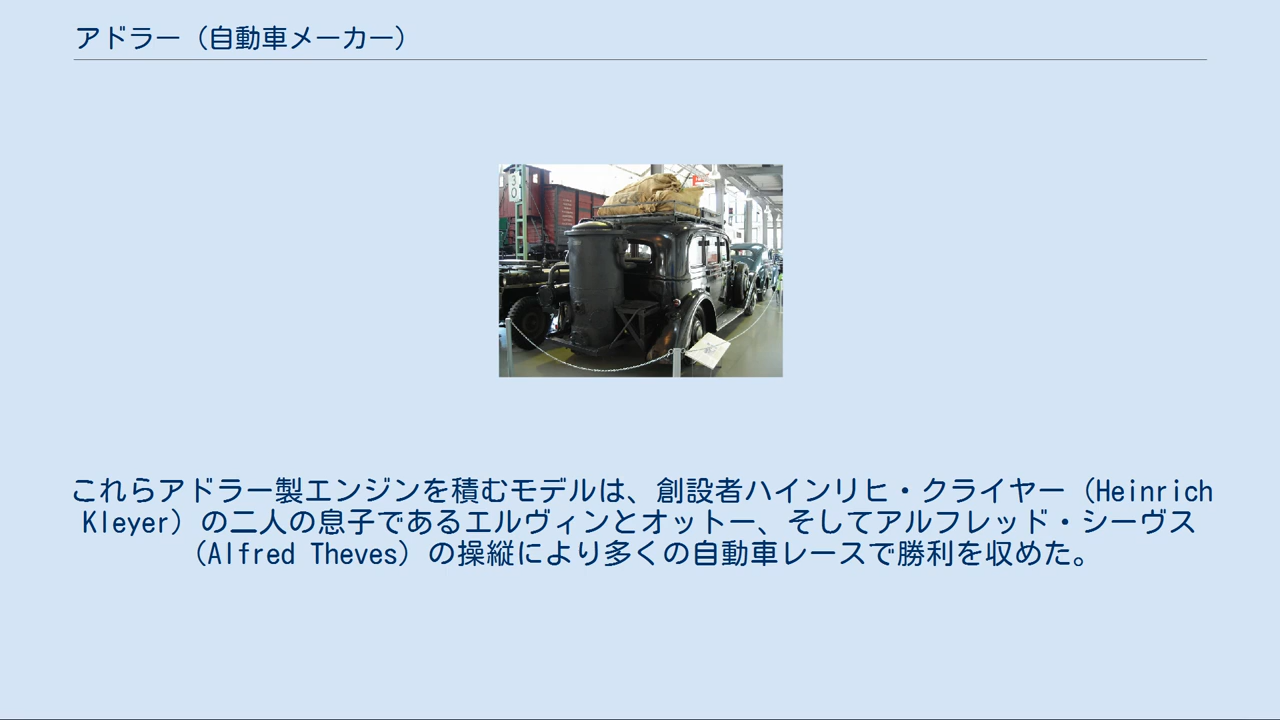 アドラー（自動車メーカー）
30
これらアドラー製エンジンを積むモデルは、創設者ハインリヒ・クライヤー（Heinrich
Kleyer）の二人の息子であるエルヴィンとオットー、そしてアルフレッド・シーヴス
（Alfred Theves）の操縦により多くの自動車レースで勝利を収めた。